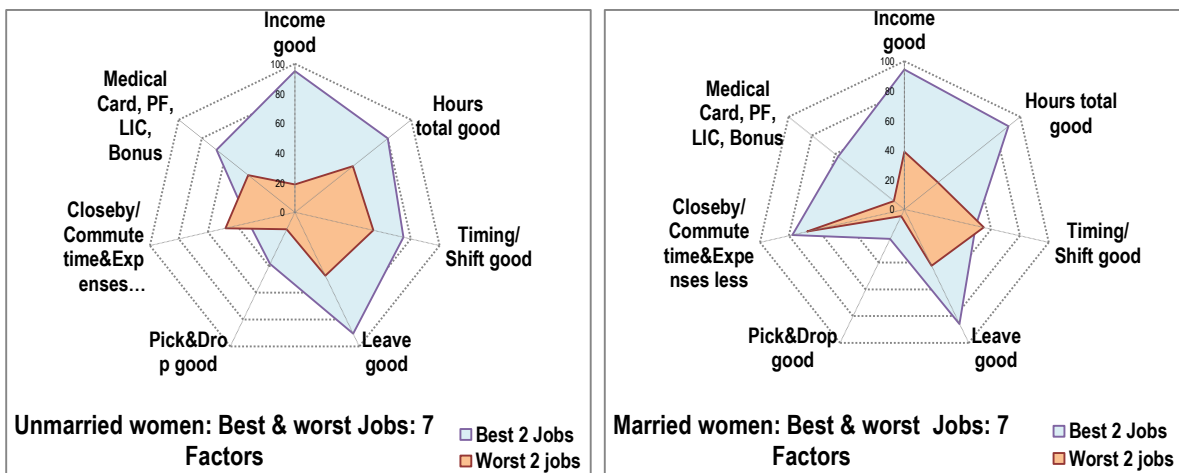 Income
good
100
80
60
40
20
0
Hours
total good
Timing/
Shift good
Leave
good
Pick&Dro
p good
Closeby/
Commute
time&Exp
enses…
Medical
Card, PF,
LIC,
Bonus
Unmarried women: Best & worst Jobs: 7
Factors
Best 2 Jobs
Worst 2 jobs
Income
good
100
80
60
40
20
0
Hours total
good
Timing/
Shift good
Leave
good
Pick&Drop
good
Closeby/
Commute
time&Expe
nses less
Medical
Card, PF,
LIC, Bonus
Married women: Best & worst Jobs: 7
Factors
Best 2 Jobs
Worst 2 jobs